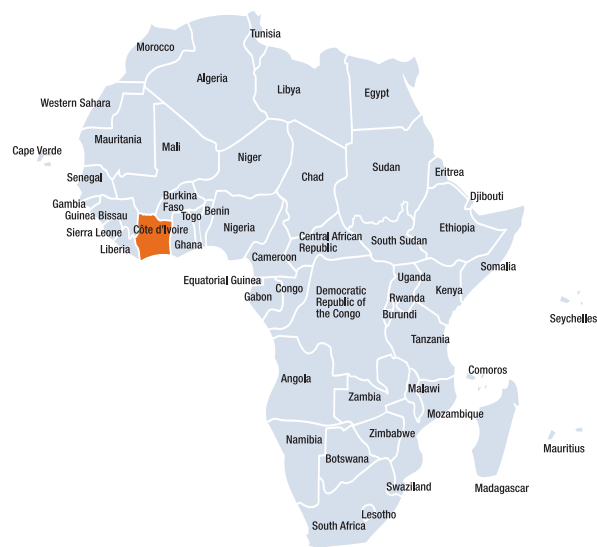 Tunisia
Morocco
Algeria
Libya
Egypt
Western Sahara
Mauritania
Mali
Cape Verde
Niger
Chad
Sudan
Eritrea
Senegal
Djibouti
Burkina
Faso
Gambia
Benin
Guinea Bissau
Togo
Côte d'Ivoire
Nigeria
Ethiopia
Sierra Leone
Central African
Republic
South Sudan
Liberia
Ghana
Cameroon
Somalia
Equatorial Guinea
Uganda
Congo
Democratic
Republic of
the Congo
Kenya
Gabon
Rwanda
Burundi
Seychelles
Tanzania
Comoros
Angola
Malawi
Zambia
Mozambique
Zimbabwe
Namibia
Mauritius
Botswana
Swaziland
Madagascar
Lesotho
South Africa